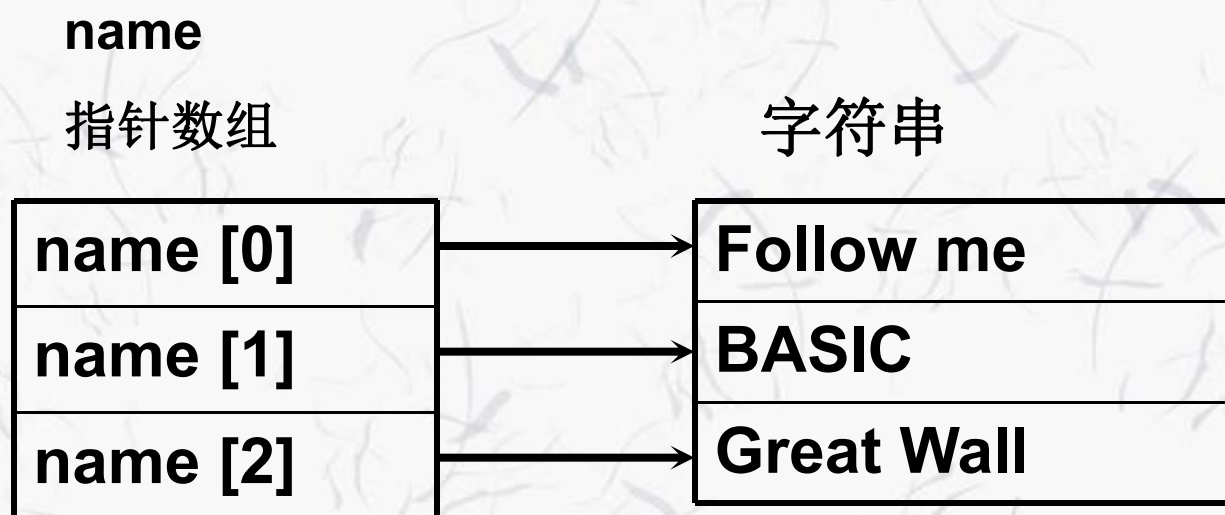 name
指针数组 字符串
name [0] Follow me
name [1] BASIC
name [2] Great Wall